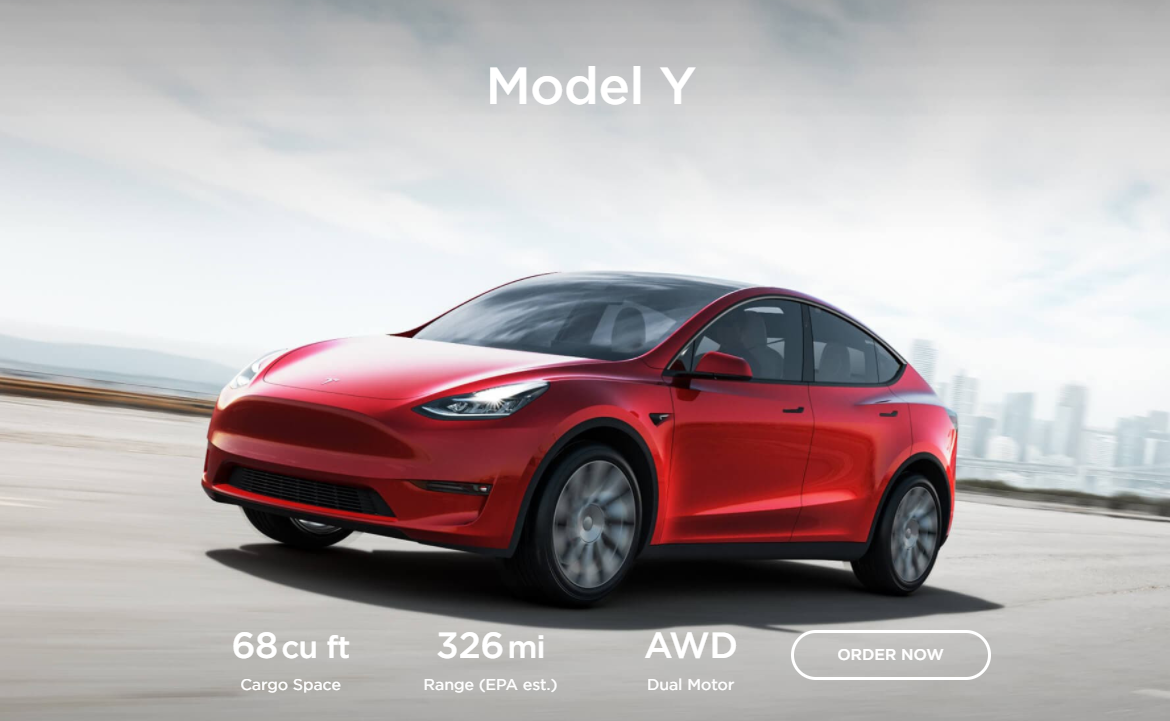 Model Y
68 cu ft
Cargo Space
326 mi
Range (EPA est.)
AWD
Dual Motor
ORDER NOW